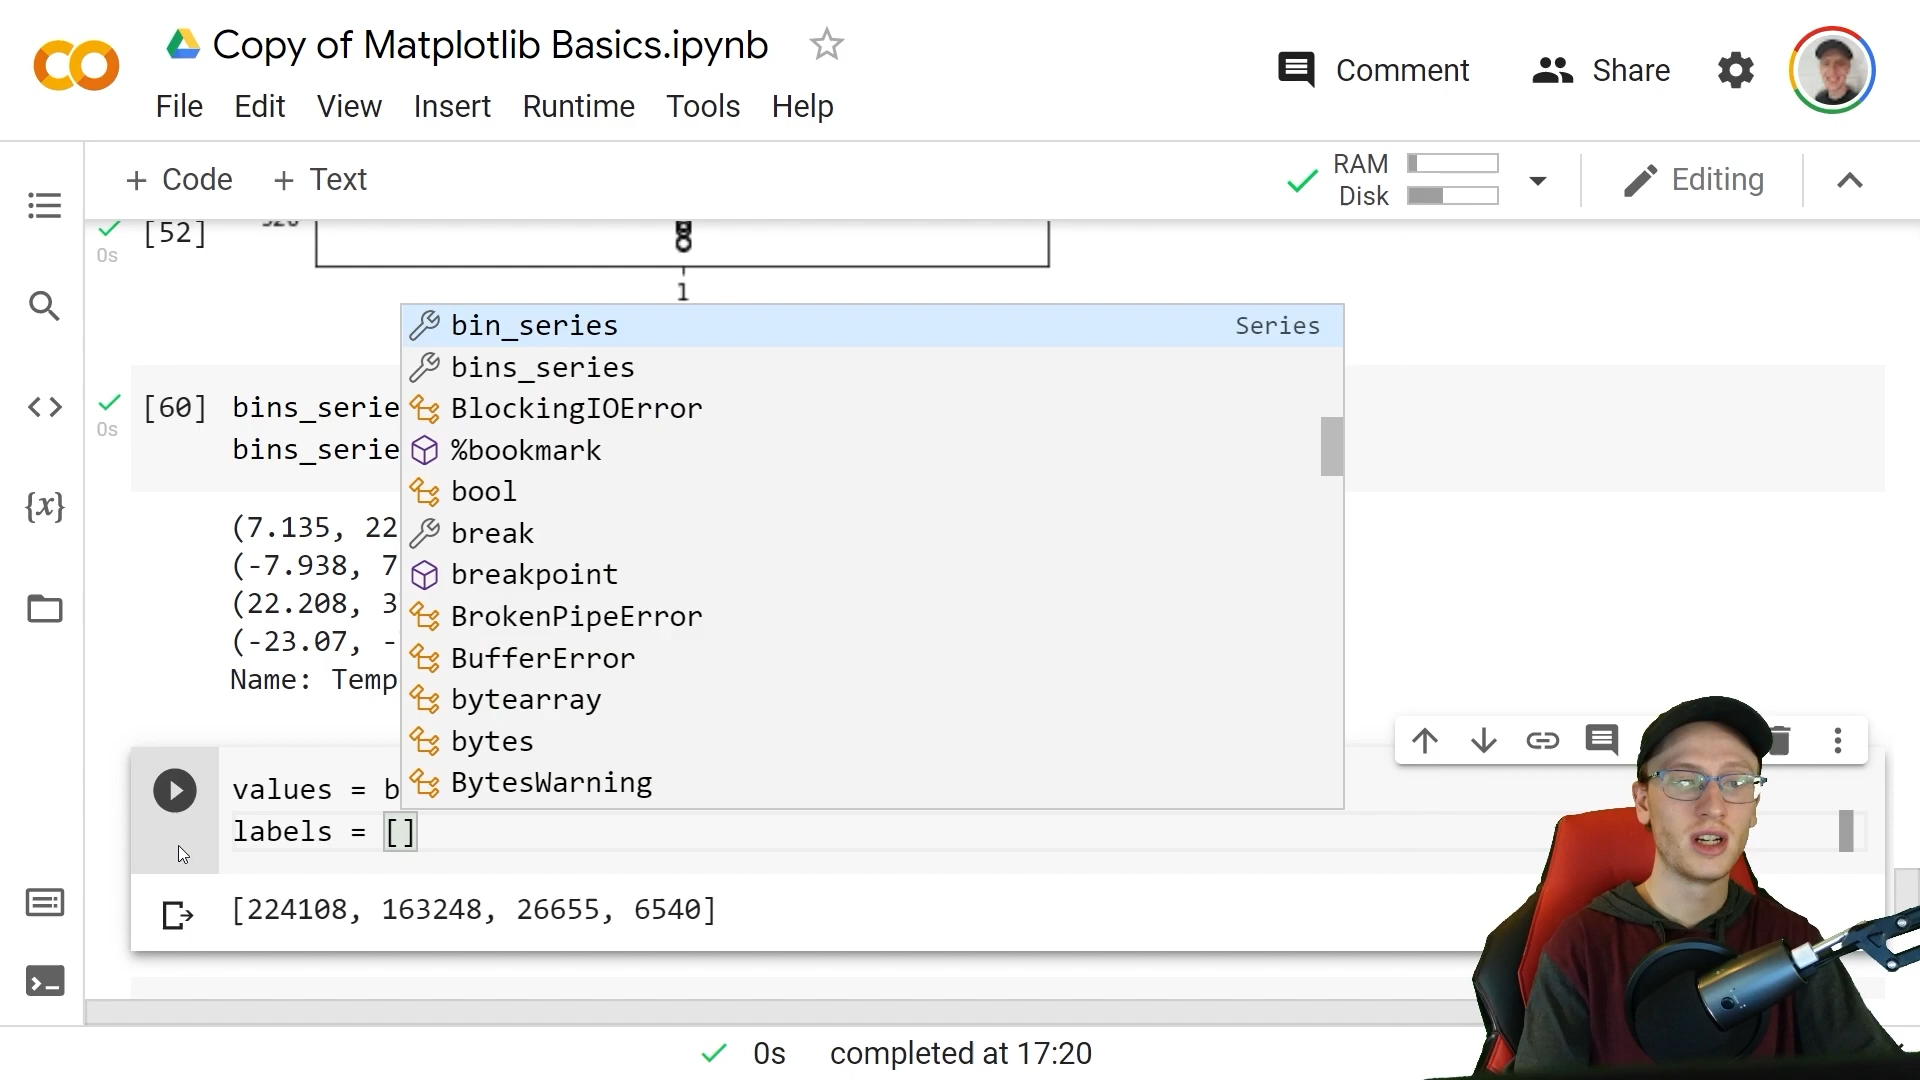 Copy of Matplotlib Basics.ipynb
Comment
Share
File Edit View Insert Runtime Tools Help
+ Code + Text
RAM
Disk
Editing
[52]
0s
1
bin_series Series
bins_series
BlockingIOError
%bookmark
bool
break
breakpoint
BrokenPipeError
BufferError
bytearray
bytes
BytesWarning
[60] bins_serie
0s
bins_serie
(7.135, 22
(-7.938, 7
(22.208, 3
(-23.07, -
Name: Temp
values = b
labels = []
[224108, 163248, 26655, 6540]
0s completed at 17:20